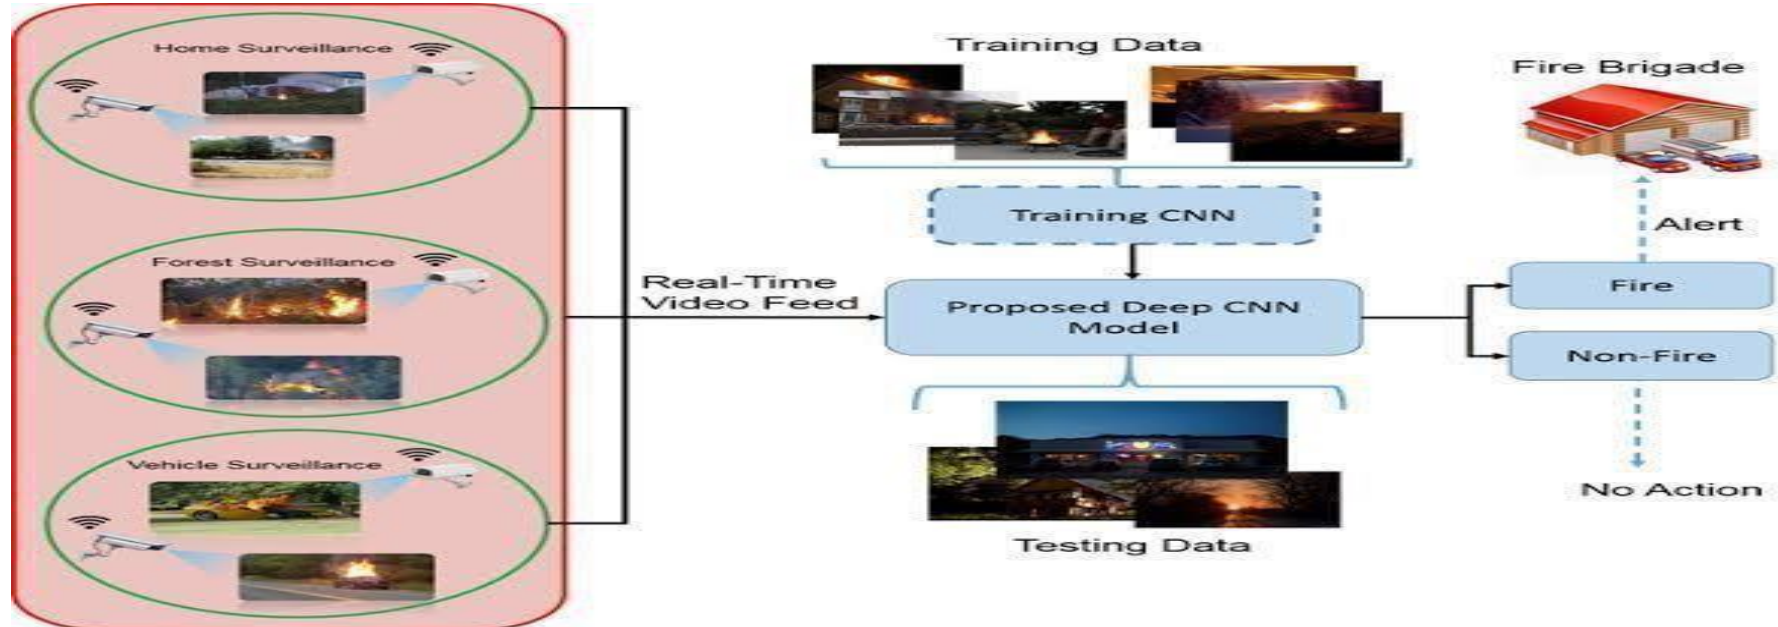 Home Surveillance
Forest Surveillance
Vehicle Surveillance
Real-Time
Video Feed
Training Data
Training CNN
Proposed Deep CNN
Model
Testing Data
Fire Brigade
Alert
Fire
Non-Fire
No Action